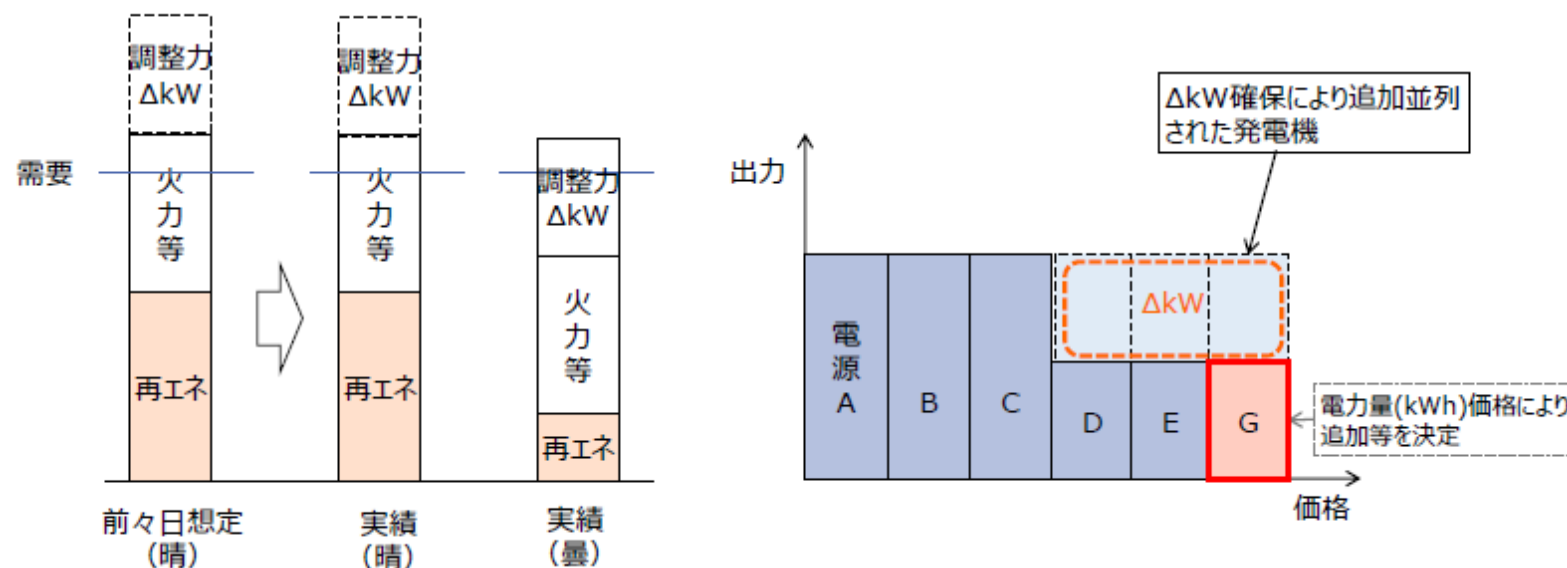 調整力
ΔkW
調整力
ΔkW
需要
火
力
等
火
力
等
調整力
ΔkW
火
力
等
再エネ
再エネ
再エネ
前々日想定
（晴）
実績
（晴）
実績
（曇）
ΔkW確保により追加並列
された発電機
出力
ΔkW
電
源
A
B
C
D
E
G
電力量(kWh)価格により
追加等を決定
価格